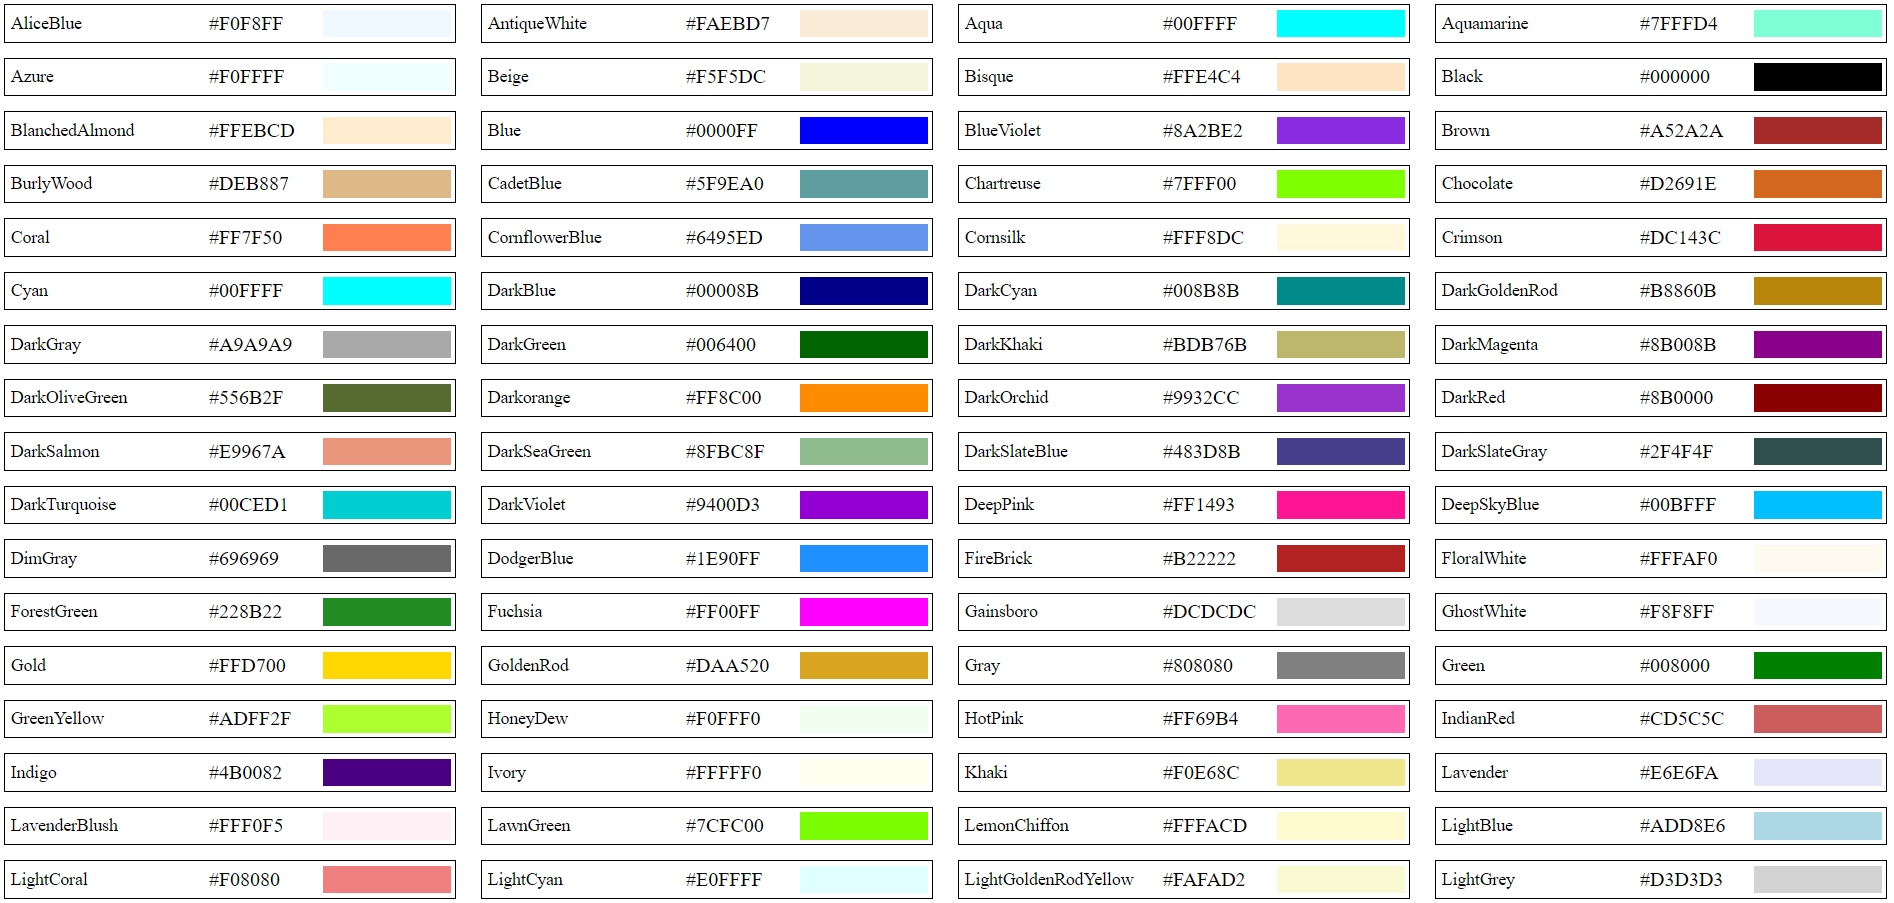 AliceBlue #F0F8FF AntiqueWhite #FAEBD7 Aqua #00FFFF Aquamarine #7FFFD4
Azure #F0FFFF Beige #F5F5DC Bisque #FFE4C4 Black #000000
BlanchedAlmond #FFEBCD Blue #0000FF BlueViolet #8A2BE2 Brown #A52A2A
BurlyWood #DEB887 CadetBlue #5F9EA0 Chartreuse #7FFF00 Chocolate #D2691E
Coral #FF7F50 CornflowerBlue #6495ED Cornsilk #FFF8DC Crimson #DC143C
Cyan #00FFFF DarkBlue #00008B DarkCyan #008B8B DarkGoldenRod #B8860B
DarkGray #A9A9A9 DarkGreen #006400 DarkKhaki #BDB76B DarkMagenta #8B008B
DarkOliveGreen #556B2F Darkorange #FF8C00 DarkOrchid #9932CC DarkRed #8B0000
DarkSalmon #E9967A DarkSeaGreen #8FBC8F DarkSlateBlue #483D8B DarkSlateGray #2F4F4F
DarkTurquoise #00CED1 DarkViolet #9400D3 DeepPink #FF1493 DeepSkyBlue #00BFFF
DimGray #696969 DodgerBlue #1E90FF FireBrick #B22222 FloralWhite #FFFAF0
ForestGreen #228B22 Fuchsia #FF00FF Gainsboro #DCDCDC GhostWhite #F8F8FF
Gold #FFD700 GoldenRod #DAA520 Gray #808080 Green #008000
GreenYellow #ADFF2F HoneyDew #F0FFF0 HotPink #FF69B4 IndianRed #CD5C5C
Indigo #4B0082 Ivory #FFFFF0 Khaki #F0E68C Lavender #E6E6FA
LavenderBlush #FFF0F5 LawnGreen #7CFC00 LemonChiffon #FFFACD LightBlue #ADD8E6
LightCoral #F08080 LightCyan #E0FFFF LightGoldenRodYellow #FAFAD2 LightGrey #D3D3D3